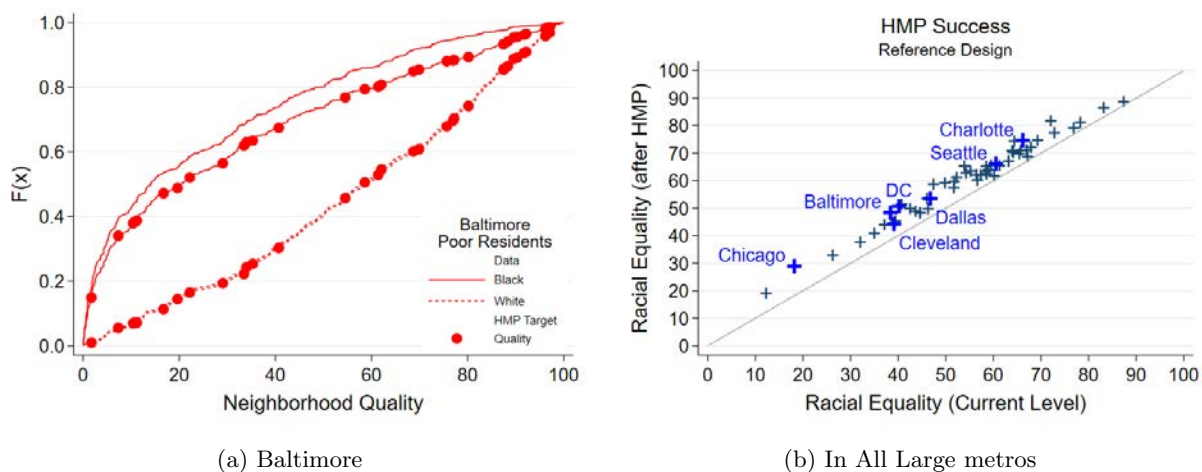 F(x)
1.0
0.8
0.6
0.4
0.2
0.0
Baltimore
Poor Residents
Data
Black
White
HMP Target
Quality
0 20 40 60 80 100
Neighborhood Quality
(a) Baltimore
HMP Success
Reference Design
Racial Equality (after HMP)
100
90
80
70
60
50
40
30
20
10
0
Charlotte
Seattle
Baltimore DC
Dallas
Cleveland
Chicago
0 10 20 30 40 50 60 70 80 90 100
Racial Equality (Current Level)
(b) In All Large metros